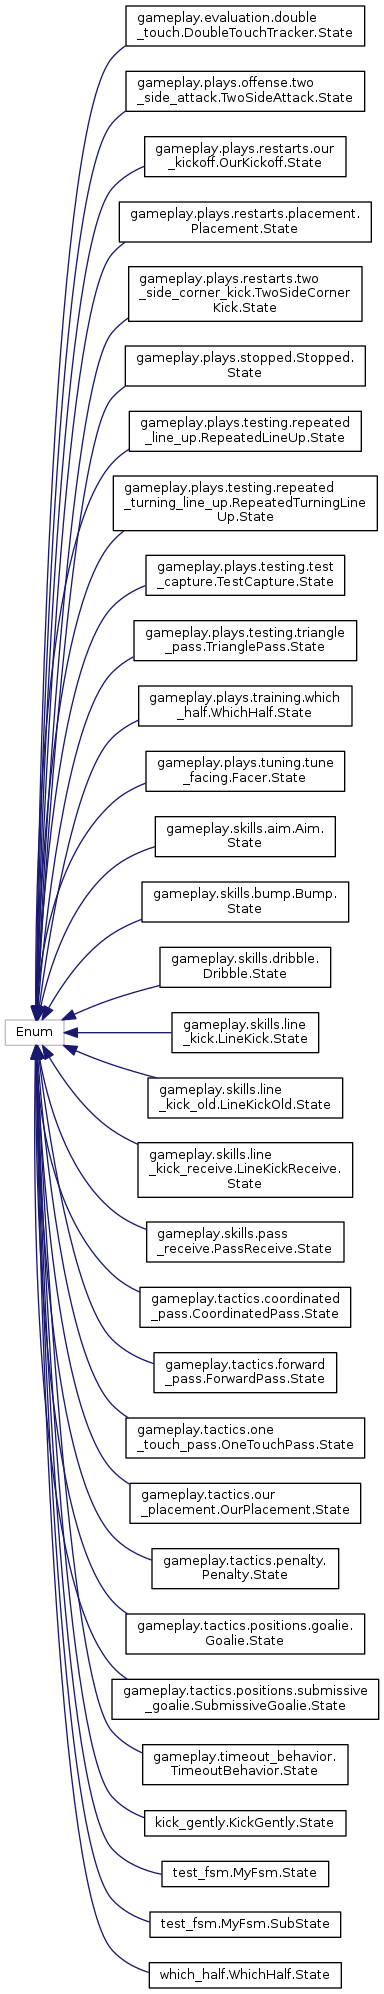 gameplay.evaluation.double
_touch.DoubleTouchTracker.State
gameplay.plays.offense.two
_side_attack.TwoSideAttack.State
gameplay.plays.restarts.our
_kickoff.OurKickoff.State
gameplay.plays.restarts.placement.
Placement.State
gameplay.plays.restarts.two
_side_corner_kick.TwoSideCorner
Kick.State
gameplay.plays.stopped.Stopped.
State
gameplay.plays.testing.repeated
_line_up.RepeatedLineUp.State
gameplay.plays.testing.repeated
_turning_line_up.RepeatedTurningLine
Up.State
gameplay.plays.testing.test
_capture.TestCapture.State
gameplay.plays.testing.triangle
_pass.TrianglePass.State
gameplay.plays.training.which
_half.WhichHalf.State
gameplay.plays.tuning.tune
_facing.Facer.State
gameplay.skills.aim.Aim.
State
gameplay.skills.bump.Bump.
State
gameplay.skills.dribble.
Dribble.State
Enum
gameplay.skills.line
_kick.LineKick.State
gameplay.skills.line
_kick_old.LineKickOld.State
gameplay.skills.line
_kick_receive.LineKickReceive.
State
gameplay.skills.pass
_receive.PassReceive.State
gameplay.tactics.coordinated
_pass.CoordinatedPass.State
gameplay.tactics.forward
_pass.ForwardPass.State
gameplay.tactics.one
_touch_pass.OneTouchPass.State
gameplay.tactics.our
_placement.OurPlacement.State
gameplay.tactics.penalty.
Penalty.State
gameplay.tactics.positions.goalie.
Goalie.State
gameplay.tactics.positions.submissive
_goalie.SubmissiveGoalie.State
gameplay.timeout_behavior.
TimeoutBehavior.State
kick_gently.KickGently.State
test_fsm.MyFsm.State
test_fsm.MyFsm.SubState
which_half.WhichHalf.State